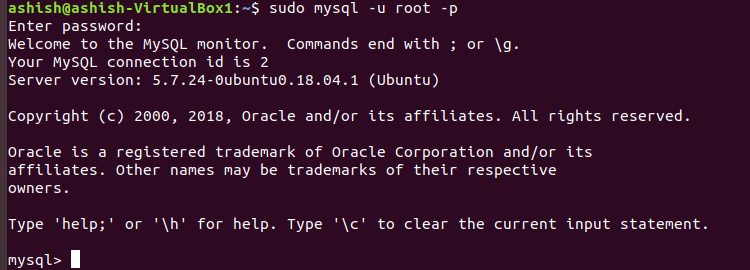 ashish@ashish-VirtualBox1:~$ sudo mysql -u root -p
Enter password:
Welcome to the MySQL monitor.  Commands end with ; or \g.
Your MySQL connection id is 2
Server version: 5.7.24-0ubuntu0.18.04.1 (Ubuntu)
Copyright (c) 2000, 2018, Oracle and/or its affiliates. All rights reserved.
Oracle is a registered trademark of Oracle Corporation and/or its
affiliates. Other names may be trademarks of their respective
owners.
Type 'help;' or '\h' for help. Type '\c' to clear the current input statement.
mysql>